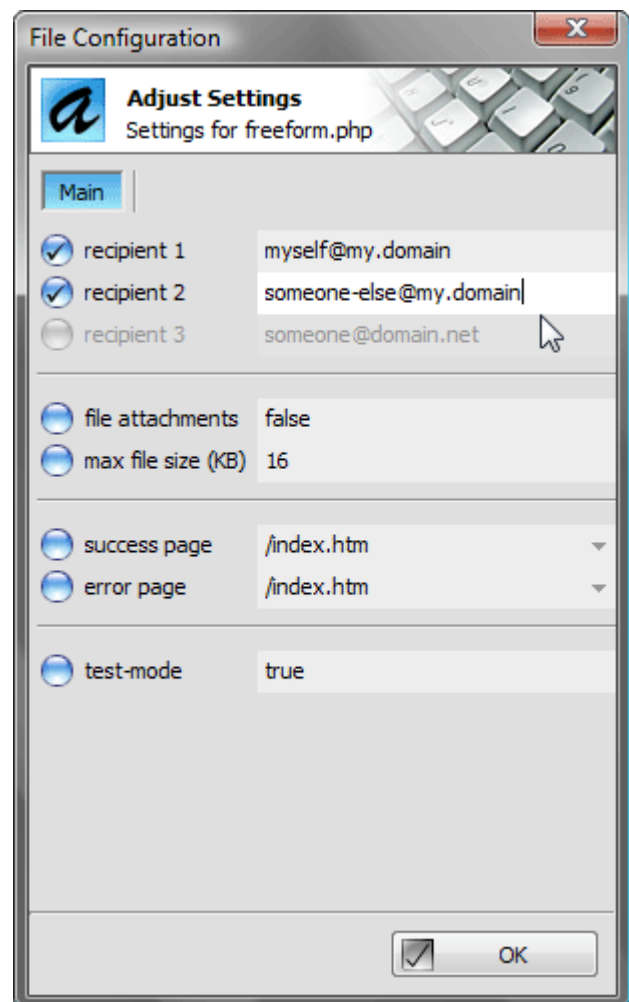 File Configuration
a Adjust Settings
Settings for freeform.php
Main
recipient 1 myself@my.domain
recipient 2 someone-else@my.domain
recipient 3 someone@domain.net
file attachments false
max file size (KB) 16
success page /index.htm
error page /index.htm
test-mode true
OK